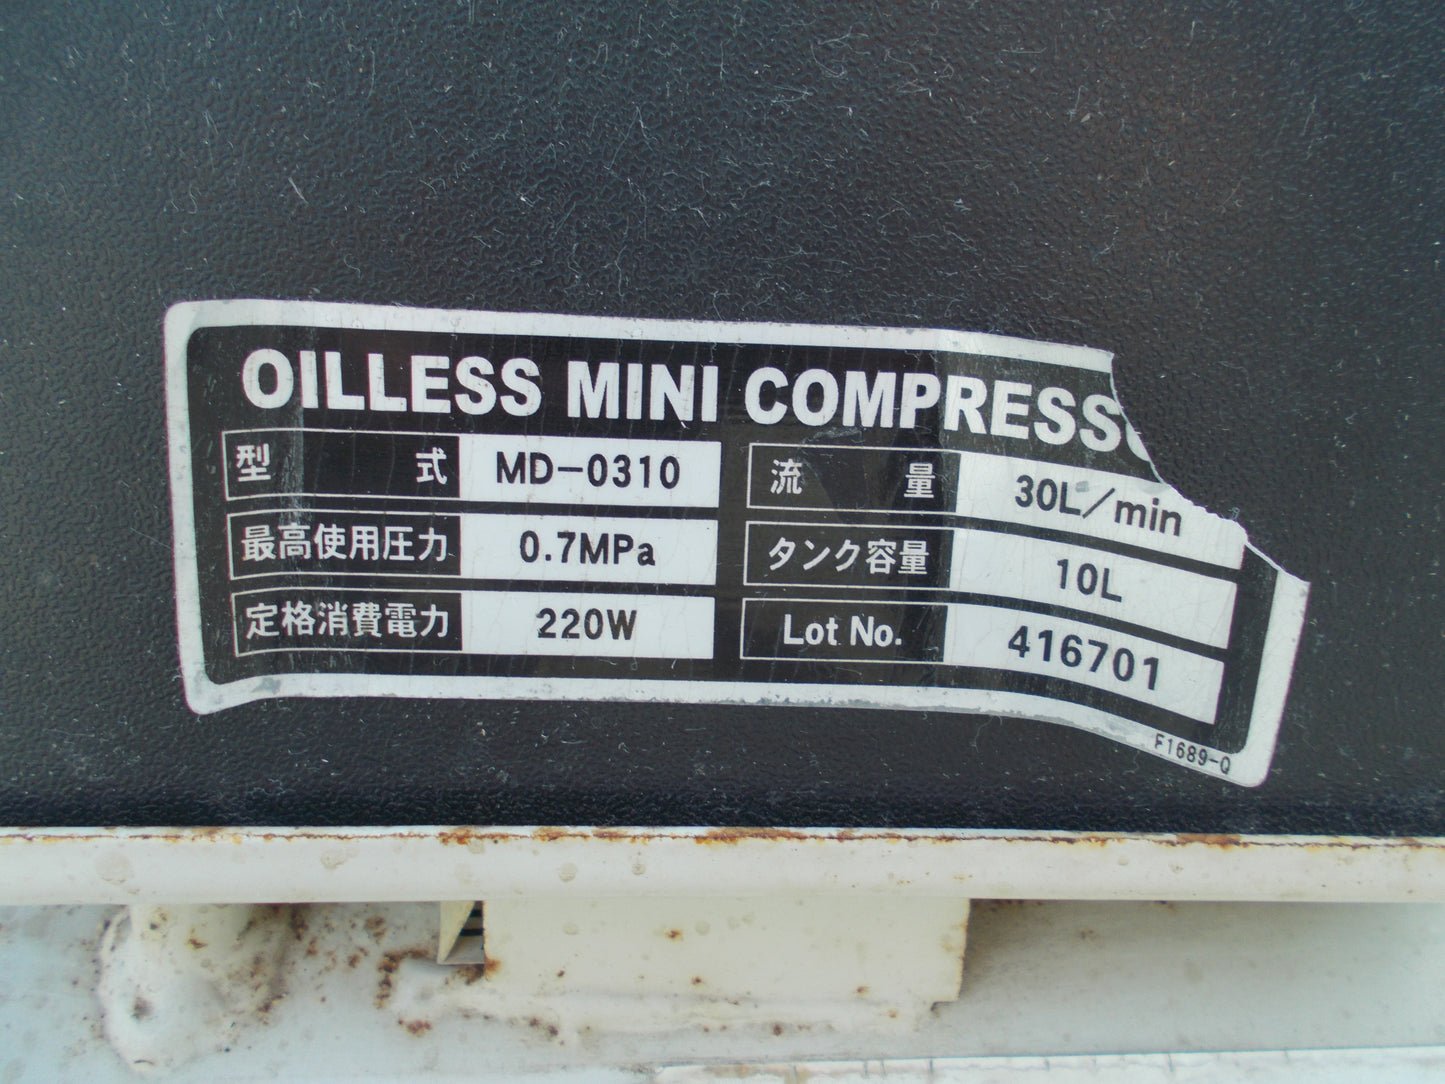 OILLESS MINI COMPRESS
型式 MD-0310 流量 30L/min
最高使用圧力 0.7MPa タンク容量 10L
定格消費電力 220W Lot No. 416701
F1689-Q